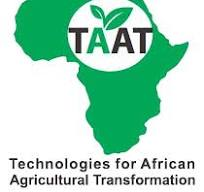 TAAT
Technologies for African
Agricultural Transformation